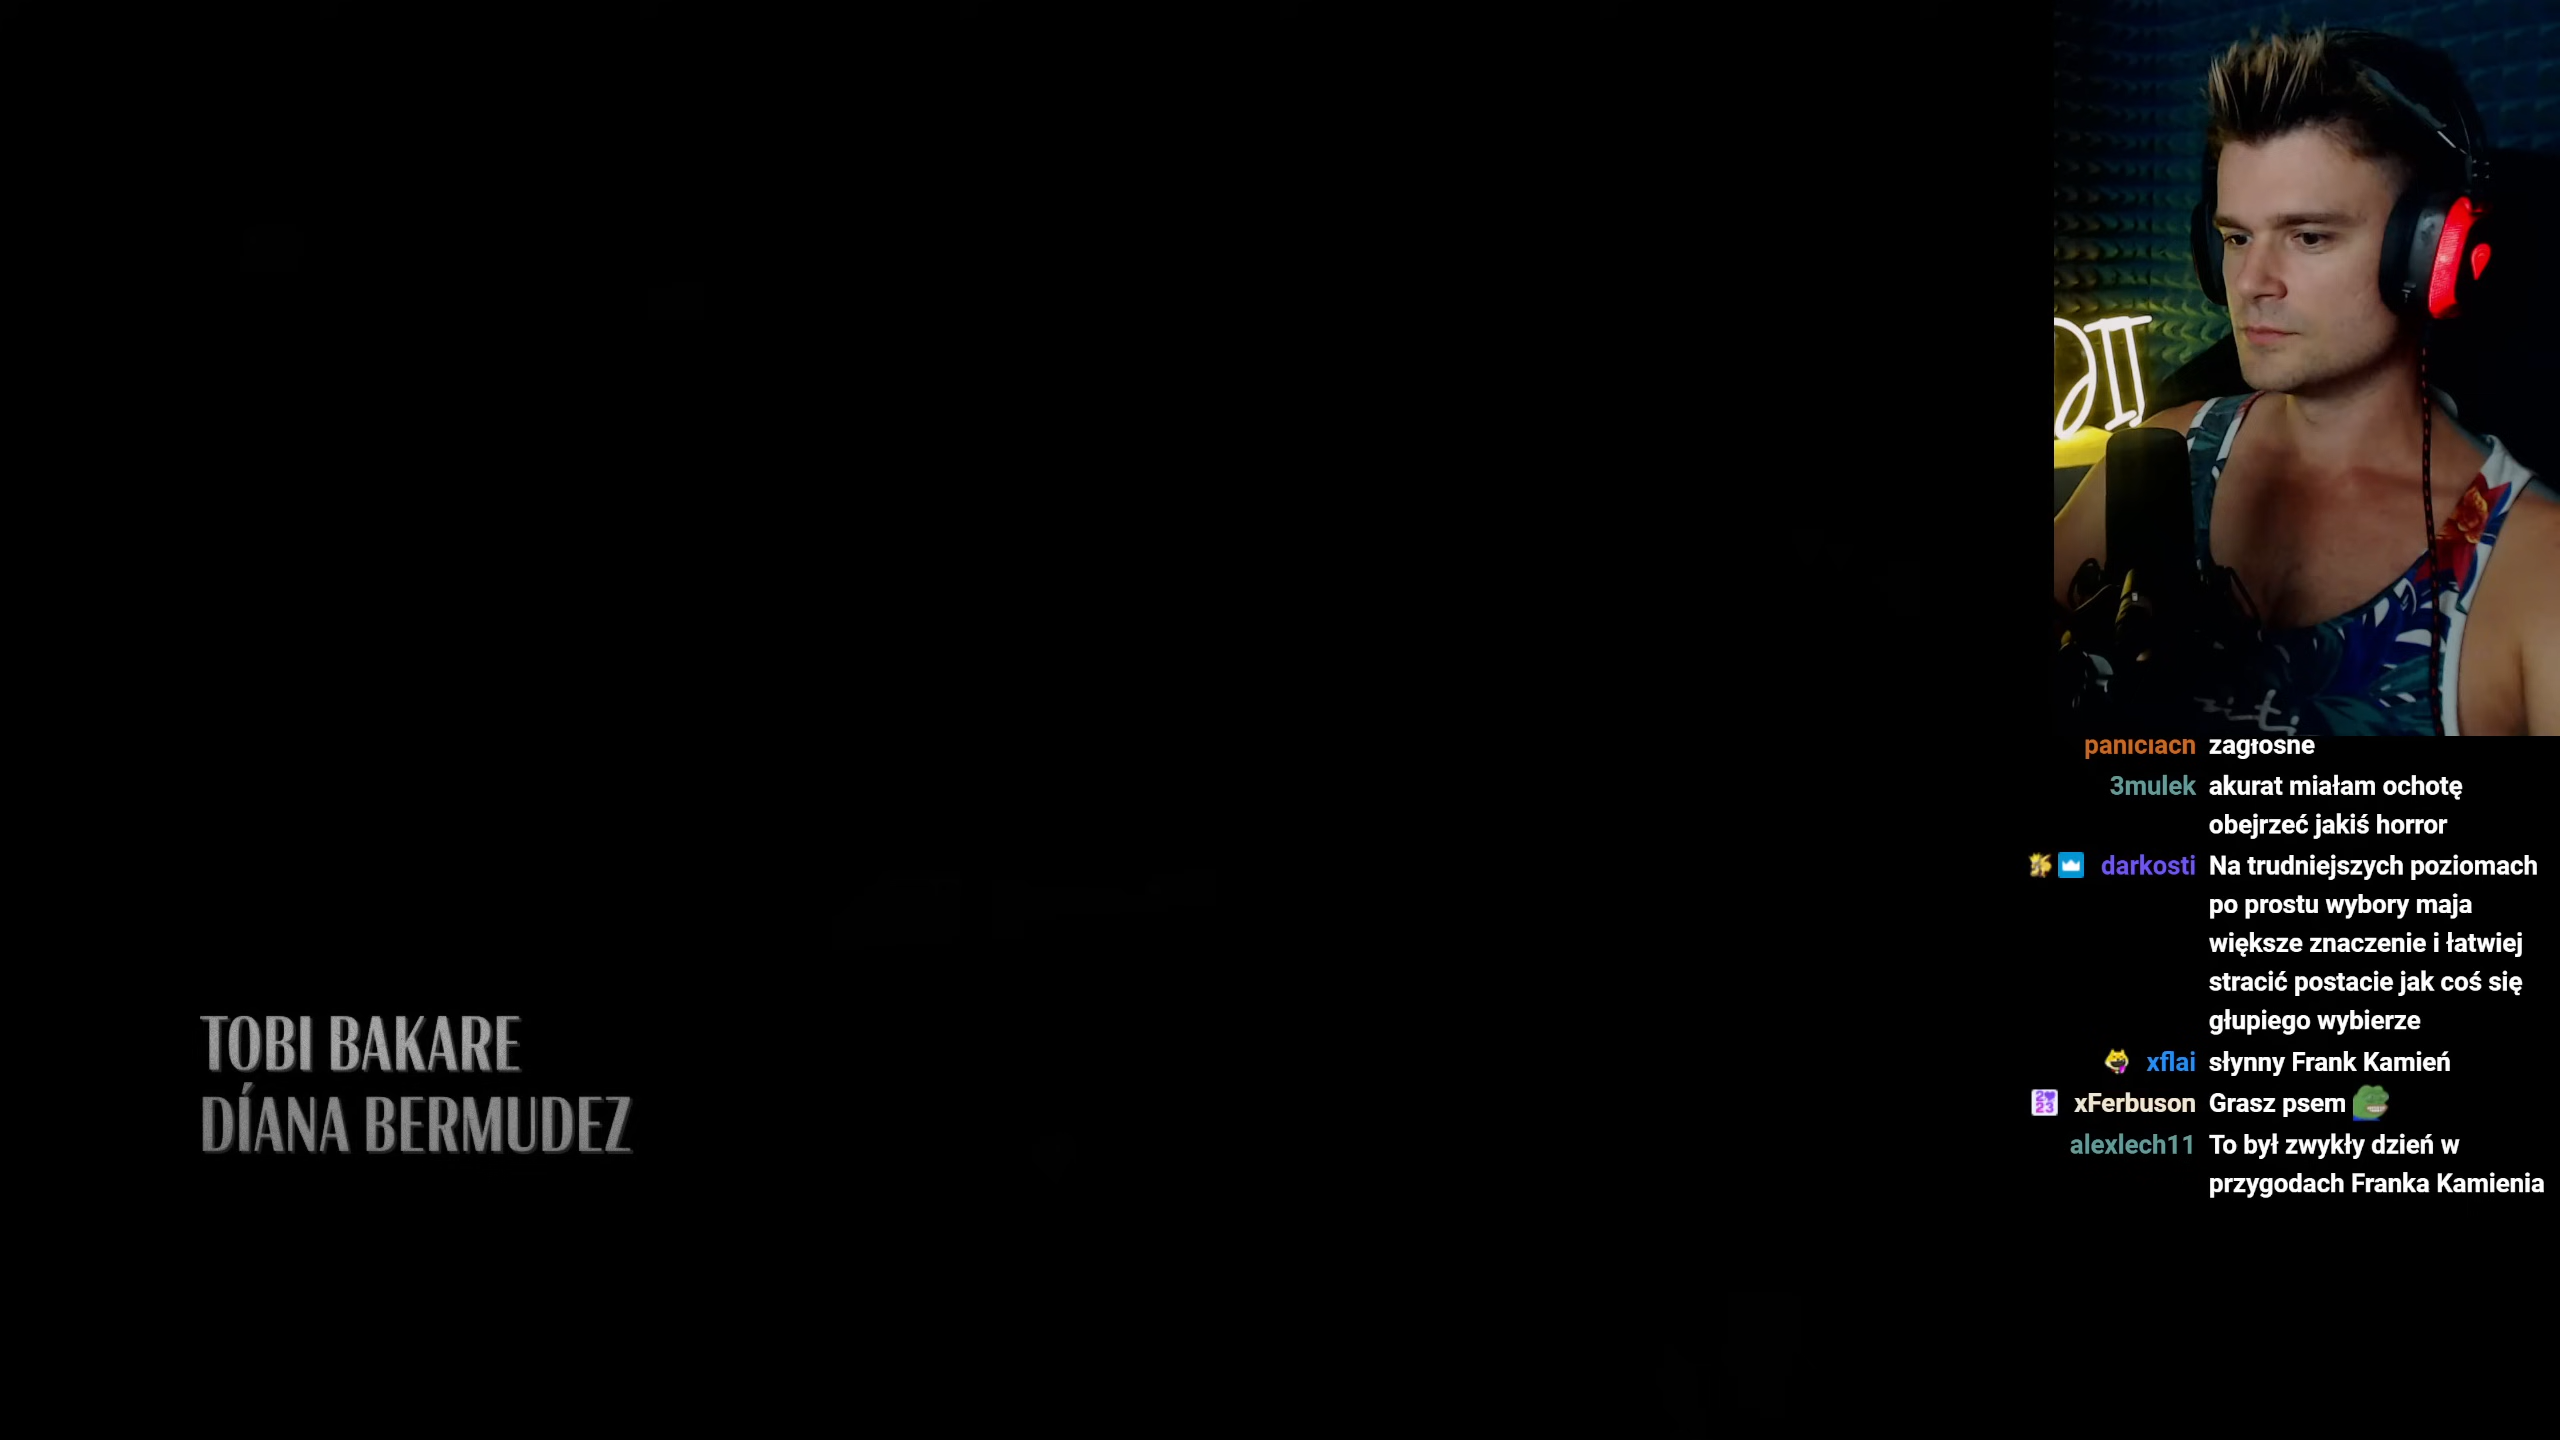 TOBI BAKARE
DÍANA BERMUDEZ
paniciach zagłosne
3mulek akurat miałam ochotę
obejrzeć jakiś horror
darkosti Na trudniejszych poziomach
po prostu wybory maja
większe znaczenie i łatwiej
stracić postacie jak coś się
głupiego wybierze
xflai słynny Frank Kamień
xFerbuson Grasz psem
alexlech11 To był zwykły dzień w
przygodach Franka Kamienia